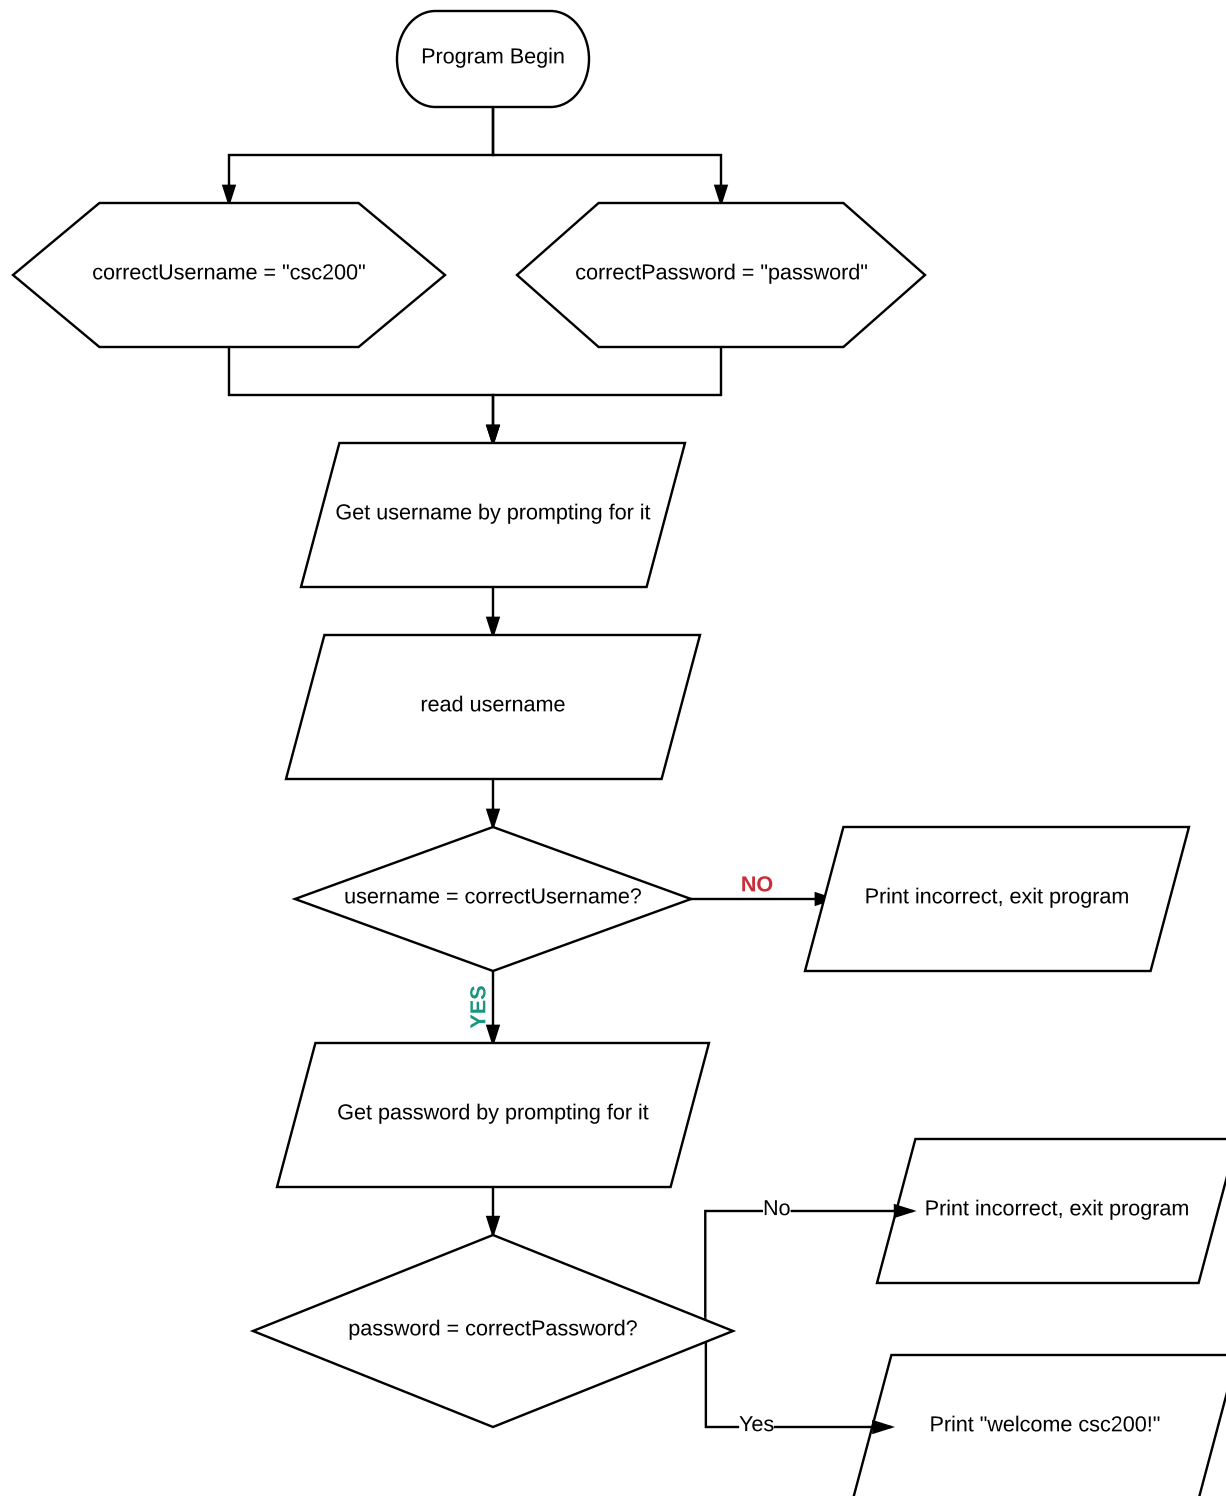 Program Begin
correctUsername = "csc200"
correctPassword = "password"
Get username by prompting for it
read username
username = correctUsername?
NO
Print incorrect, exit program
YES
Get password by prompting for it
No
Print incorrect, exit program
password = correctPassword?
Yes
Print "welcome csc200!"